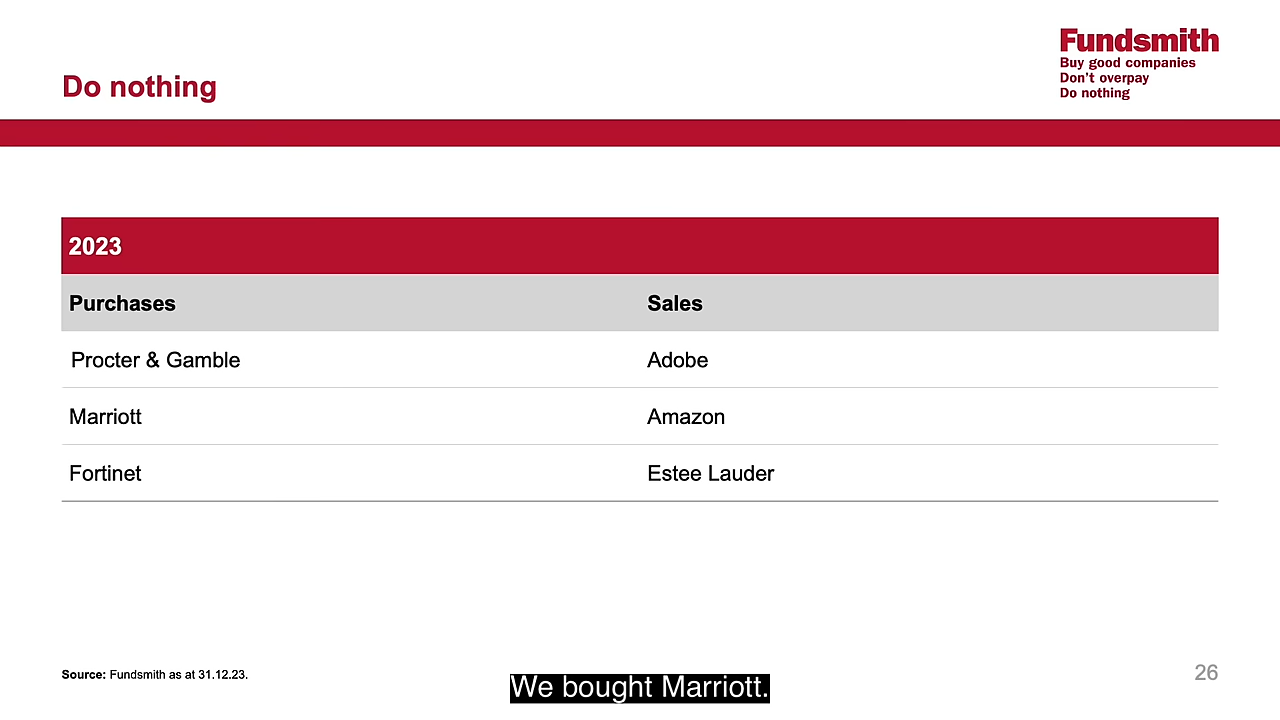 Fundsmith
Buy good companies
Don't overpay
Do nothing
Do nothing
2023
Purchases Sales
Procter & Gamble Adobe
Marriott Amazon
Fortinet Estee Lauder
Source: Fundsmith as at 31.12.23.
26
We bought Marriott.